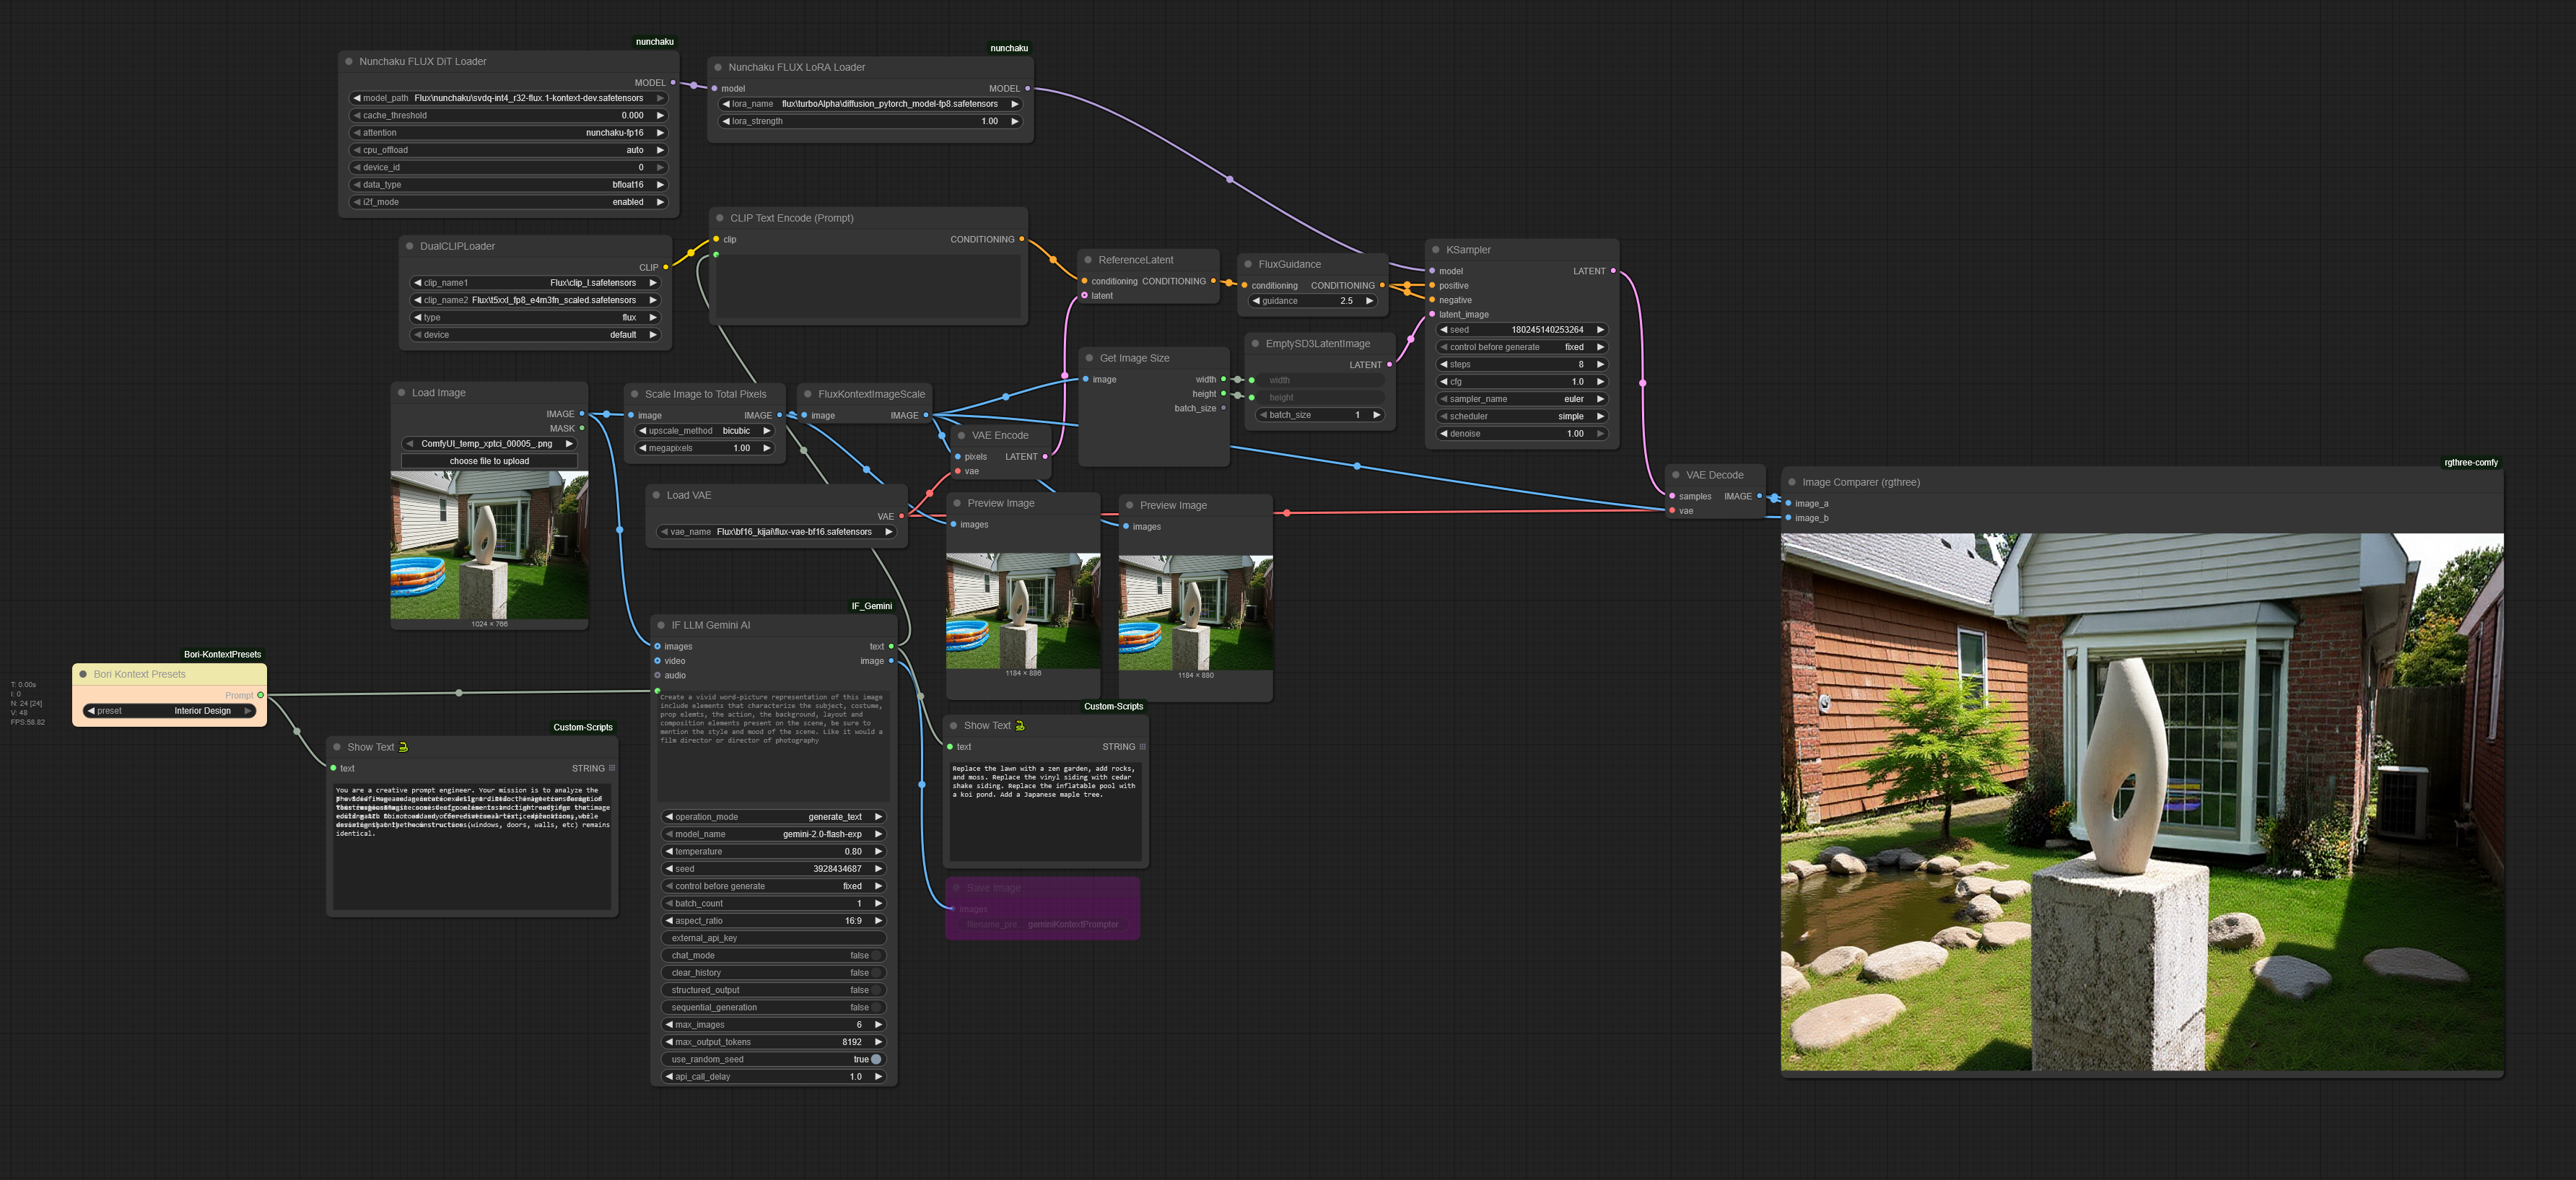 nunchaku
Nunchaku FLUX DiT Loader
MODEL
model_path Flux\nunchaku\svdq-int4_r32-flux.1-kontext-dev.safetensors
cache_threshold 0.000
attention nunchaku-fp16
cpu_offload auto
device_id 0
data_type bfloat16
i2f_mode enabled
nunchaku
Nunchaku FLUX LoRA Loader
model MODEL
lora_name flux\turboAlpha\diffusion_pytorch_model-fp8.safetensors
lora_strength 1.00
DualCLIPLoader
CLIP
clip_name1 Flux\clip_l.safetensors
clip_name2 Flux\t5xxl_fp8_e4m3fn_scaled.safetensors
type flux
device default
CLIP Text Encode (Prompt)
clip CONDITIONING
ReferenceLatent
conditioning CONDITIONING
latent
FluxGuidance
conditioning CONDITIONING
guidance 2.5
KSampler
model LATENT
positive
negative
latent_image
seed 180245140253264
control before generate fixed
steps 8
cfg 1.0
sampler_name euler
scheduler simple
denoise 1.00
Get Image Size
image width
height
batch_size
EmptySD3LatentImage
LATENT
width
height
batch_size 1
Load Image
IMAGE
MASK
ComfyUI_temp_xptci_00005_.png
choose file to upload
1024 × 766
Scale Image to Total Pixels
image IMAGE
upscale_method bicubic
megapixels 1.00
FluxKontextImageScale
image IMAGE
VAE Encode
pixels LATENT
vae
Load VAE
VAE
vae_name Flux\bf16_kijai\flux-vae-bf16.safetensors
Preview Image
images
1184 × 886
Preview Image
images
1184 × 880
VAE Decode
samples IMAGE
vae
rgthree-comfy
Image Comparer (rgthree)
image_a
image_b
T: 0.00s
I: 0
N: 24 [24]
V: 48
FPS:58.82
Bori-KontextPresets
Bori Kontext Presets
Prompt
preset Interior Design
Custom-Scripts
Show Text
text STRING
You are a creative prompt engineer. Your mission is to analyze the
identical.
IF_Gemini
IF LLM Gemini AI
images text
video image
audio
Create a vivid word-picture representation of this image
include elements that characterize the subject, costume,
prop elemts, the action, the background, layout and
composition elements present on the scene, be sure to
mention the style and mood of the scene. Like it would a
film director or director of photography
operation_mode generate_text
model_name gemini-2.0-flash-exp
temperature 0.80
seed 3928434687
control before generate fixed
batch_count 1
aspect_ratio 16:9
external_api_key
chat_mode false
clear_history false
structured_output false
sequential_generation false
max_images 6
max_output_tokens 8192
use_random_seed true
api_call_delay 1.0
Custom-Scripts
Show Text
text STRING
Replace the lawn with a zen garden, add rocks,
and moss. Replace the vinyl siding with cedar
shake siding. Replace the inflatable pool with
a koi pond. Add a Japanese maple tree.
Save Image
images
filename_pre geminiKontextPrompter